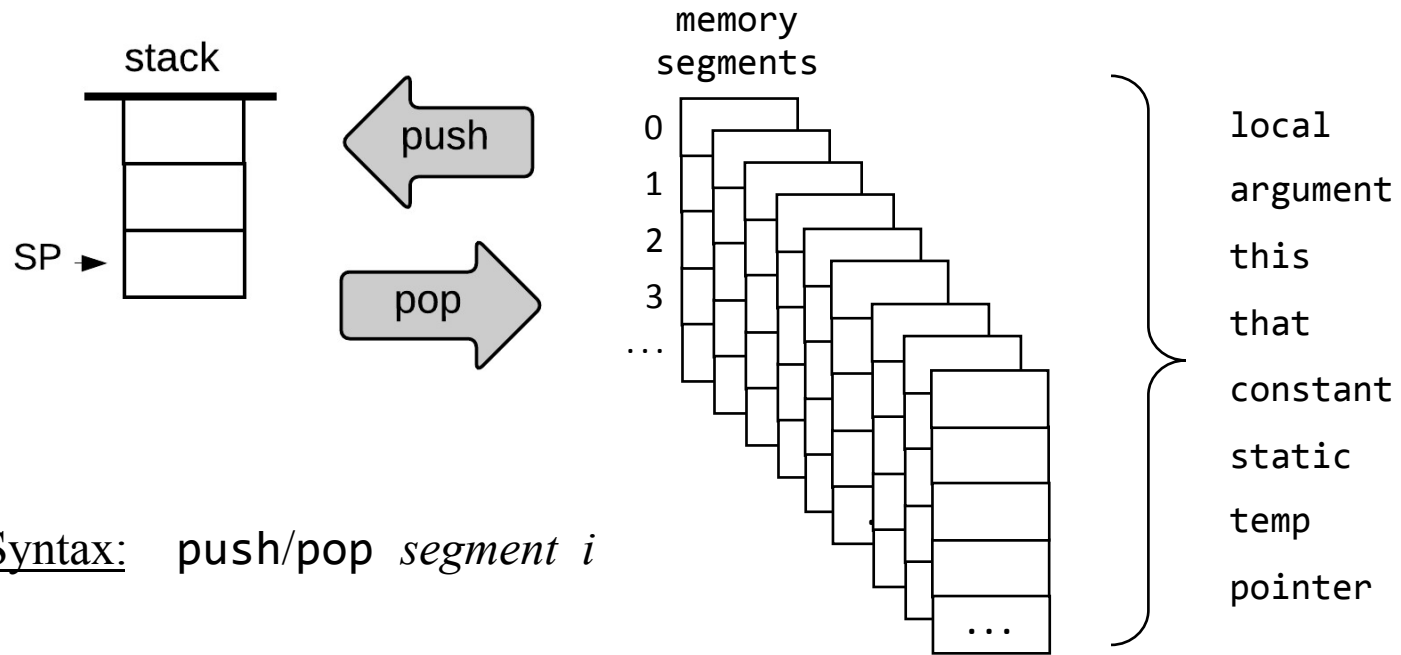 memory
segments
stack
push
pop
SP
0
1
2
3
...
...
local
argument
this
that
constant
static
temp
pointer
Syntax: push/pop segment i